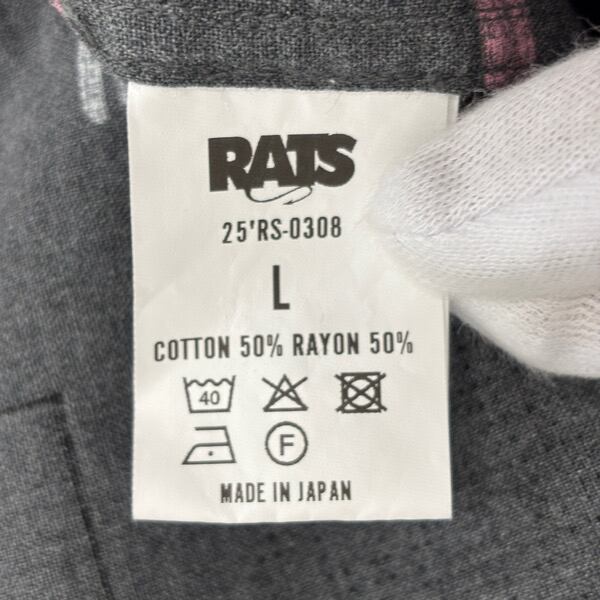 RATS
25'RS-0308
L
COTTON 50% RAYON 50%
40
F
MADE IN JAPAN